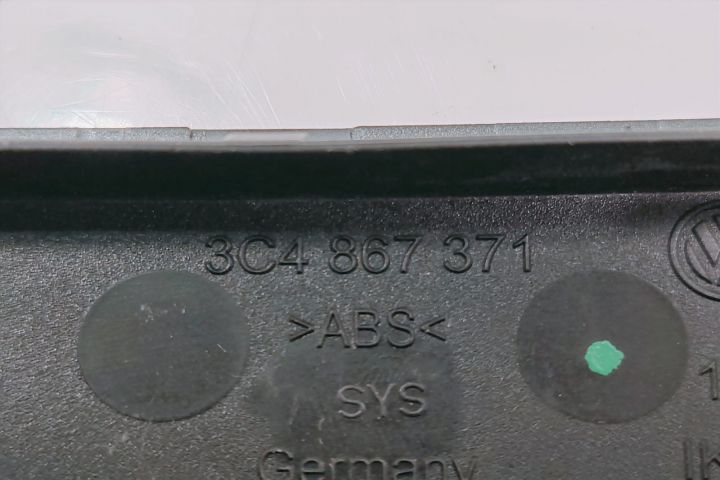 3C4 867 371
>ABS<
SYS
Germany